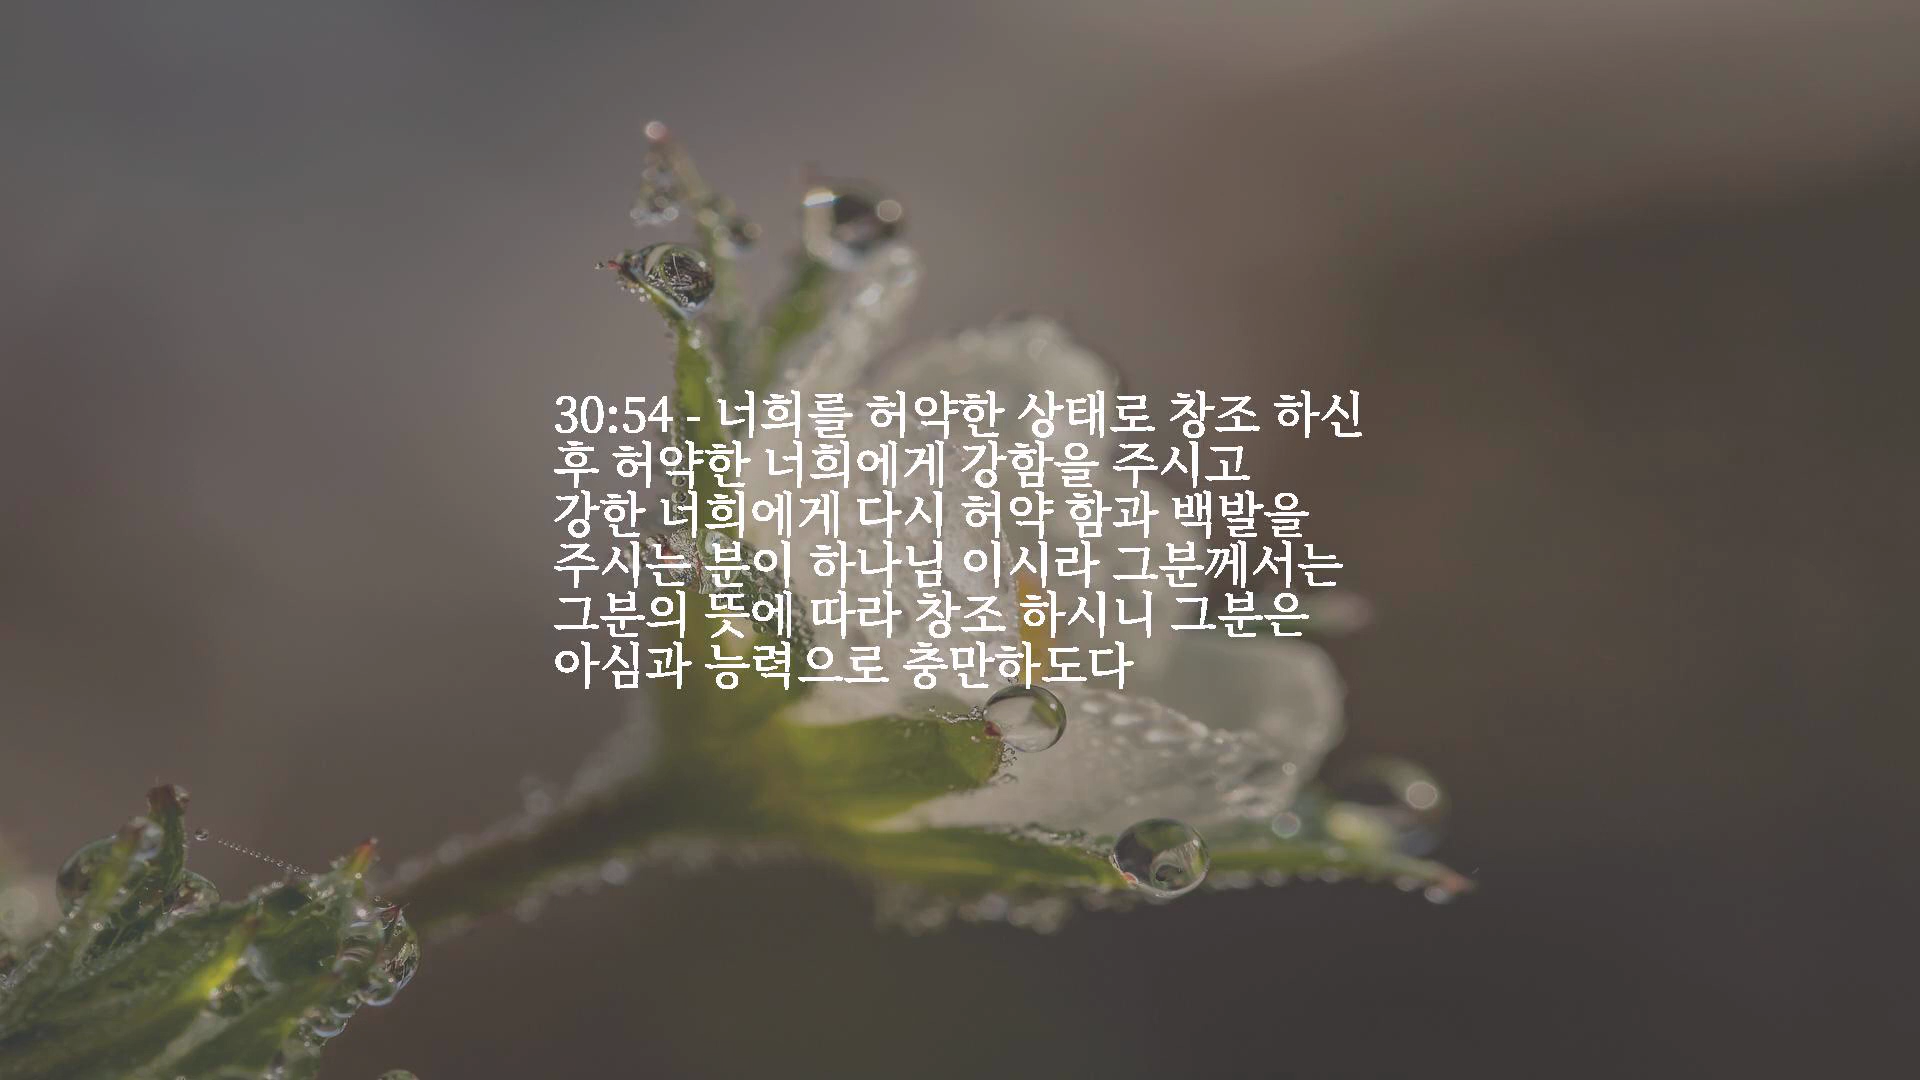 30:54 - 너희를 허약한 상태로 창조 하신
후 허약한 너희에게 강함을 주시고
강한 너희에게 다시 허약 함과 백발을
주시는 분이 하나님 이시라 그분께서는
그분의 뜻에 따라 창조 하시니 그분은
아심과 능력으로 충만하도다